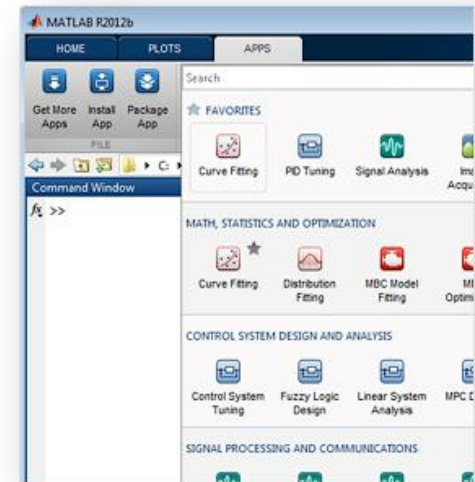 MATLAB R2012b
HOME PLOTS APPS
Get More Apps
Install App
Package App
FILE
Search
FAVORITES
Curve Fitting
PID Tuning
Signal Analysis
C:
Command Window
fx >>
MATH, STATISTICS AND OPTIMIZATION
Curve Fitting
Distribution Fitting
MBC Model Fitting
CONTROL SYSTEM DESIGN AND ANALYSIS
Control System Tuning
Fuzzy Logic Design
Linear System Analysis
MPC
SIGNAL PROCESSING AND COMMUNICATIONS